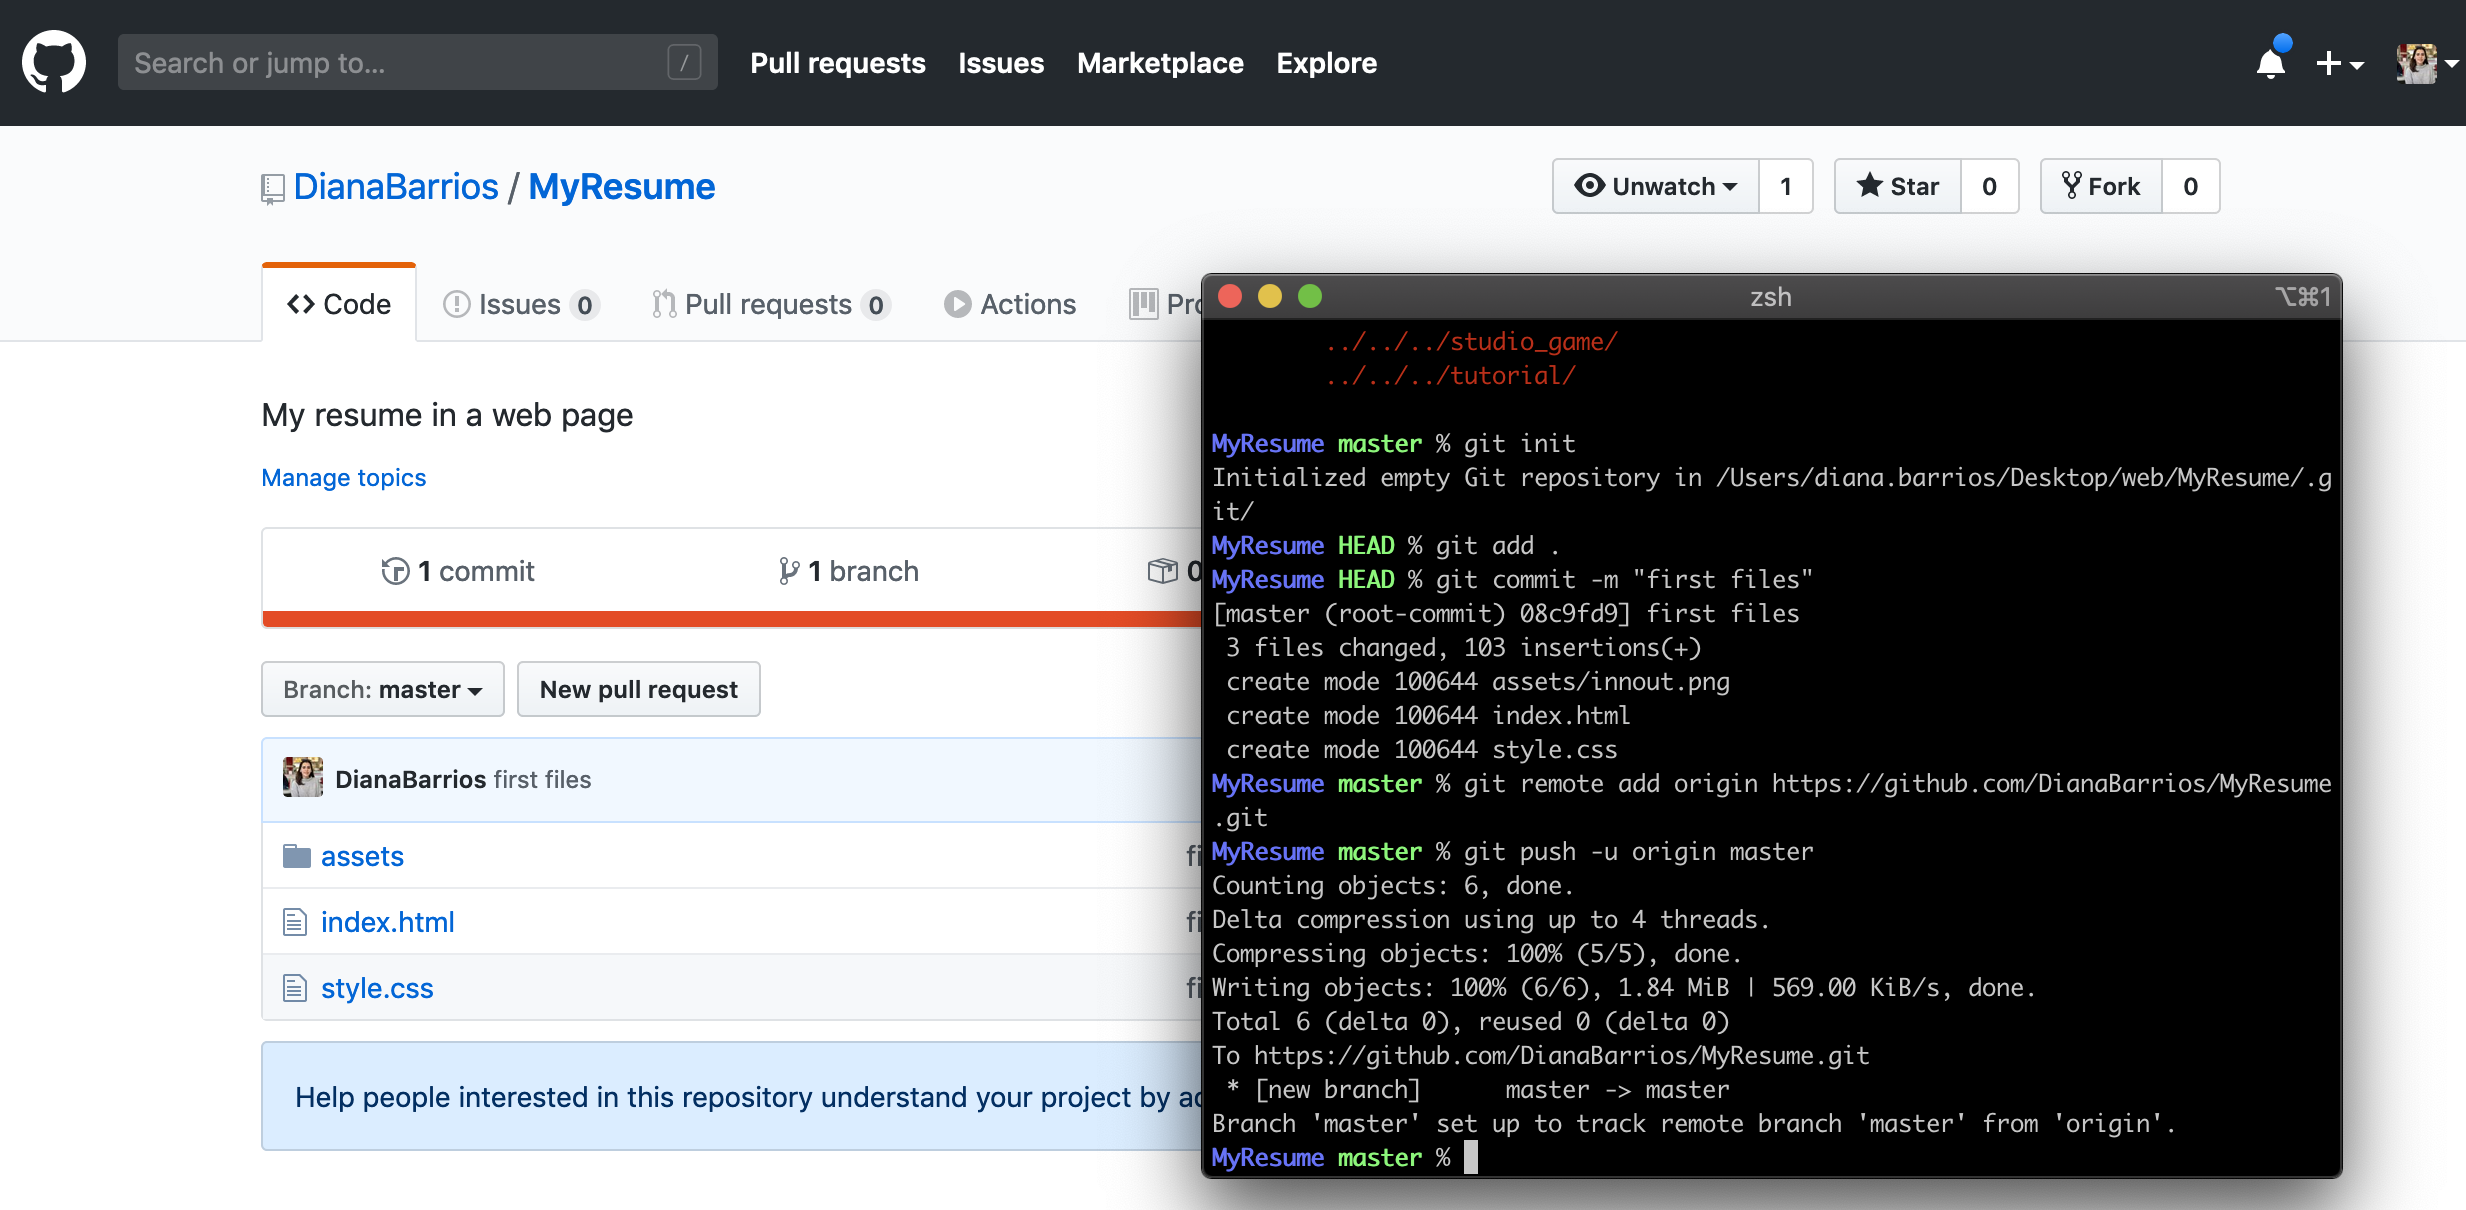 Search or jump to... /
Pull requests Issues Marketplace Explore
DianaBarrios / MyResume
Unwatch 1 Star 0 Fork 0
Code Issues 0 Pull requests 0 Actions
My resume in a web page
Manage topics
1 commit 1 branch 0
Branch: master New pull request
DianaBarrios first files
assets
index.html
style.css
Help people interested in this repository understand your project by
zsh ⌥⌘1
../../../studio_game/
../../../tutorial/
MyResume master % git init
Initialized empty Git repository in /Users/diana.barrios/Desktop/web/MyResume/.g
it/
MyResume HEAD % git add .
MyResume HEAD % git commit -m "first files"
[master (root-commit) 08c9fd9] first files
3 files changed, 103 insertions(+)
create mode 100644 assets/innout.png
create mode 100644 index.html
create mode 100644 style.css
MyResume master % git remote add origin https://github.com/DianaBarrios/MyResume
.git
MyResume master % git push -u origin master
Counting objects: 6, done.
Delta compression using up to 4 threads.
Compressing objects: 100% (5/5), done.
Writing objects: 100% (6/6), 1.84 MiB | 569.00 KiB/s, done.
Total 6 (delta 0), reused 0 (delta 0)
To https://github.com/DianaBarrios/MyResume.git
* [new branch] master -> master
Branch 'master' set up to track remote branch 'master' from 'origin'.
MyResume master %